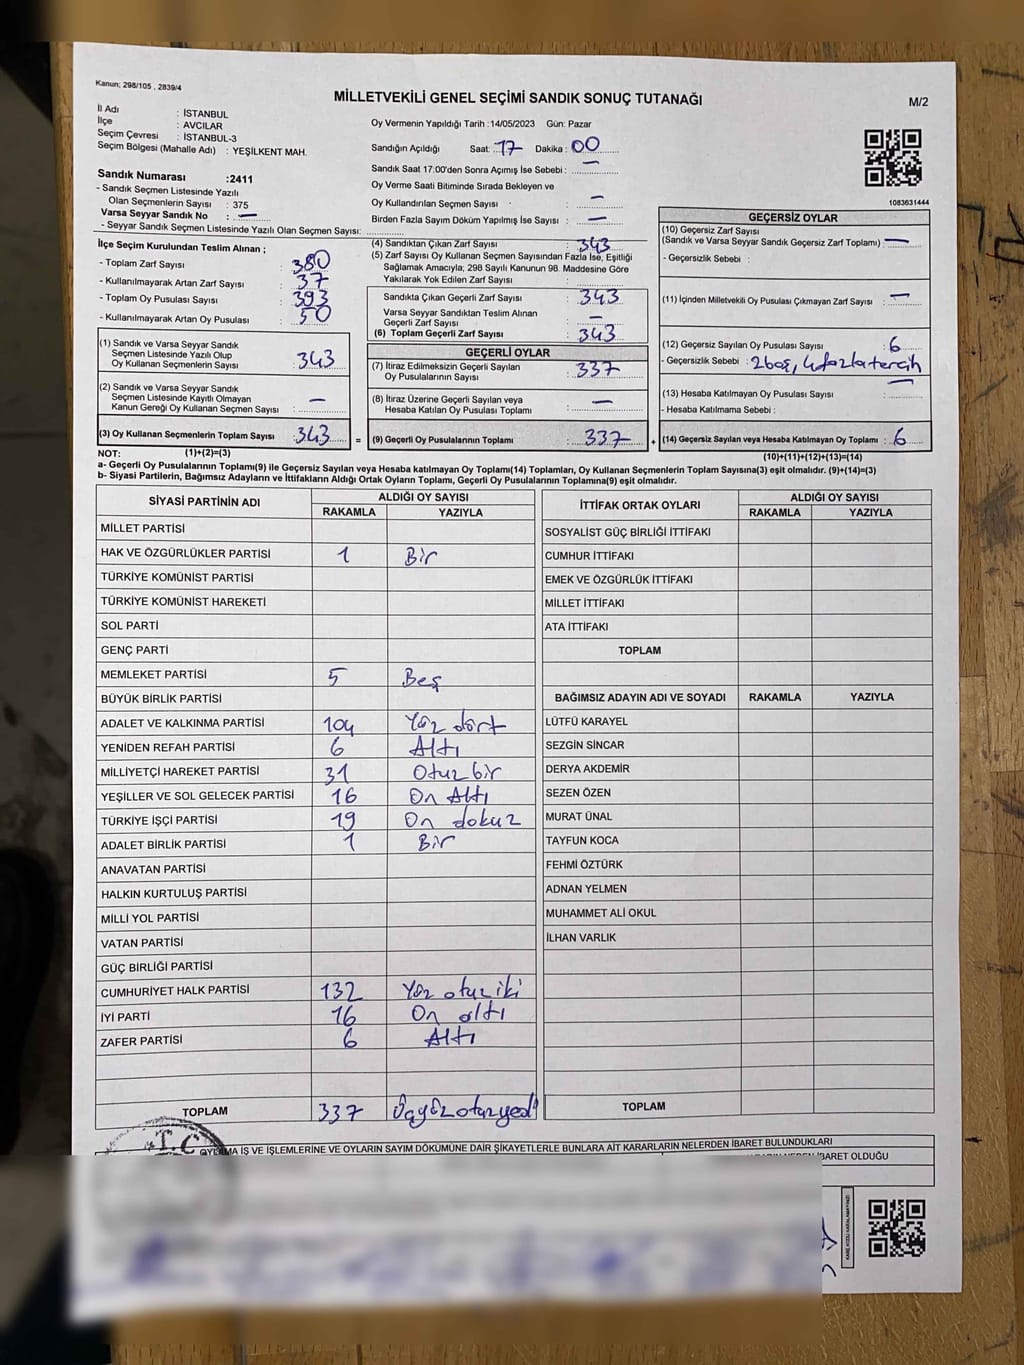 Kanun: 298/105 , 2839/4
MİLLETVEKİLİ GENEL SEÇİMİ SANDIK SONUÇ TUTANAĞI
M/2
İl Adı : İSTANBUL
İlçe : AVCILAR
Seçim Çevresi : İSTANBUL-3
Seçim Bölgesi (Mahalle Adı) : YEŞİLKENT MAH.
Sandık Numarası :2411
- Sandık Seçmen Listesinde Yazılı
Olan Seçmenlerin Sayısı : 375
Varsa Seyyar Sandık No : —
- Seyyar Sandık Seçmen Listesinde Yazılı Olan Seçmen Sayısı:
Oy Vermenin Yapıldığı Tarih :14/05/2023 Gün: Pazar
Sandığın Açıldığı Saat: 17 Dakika : 00
Sandık Saat 17:00'den Sonra Açılmış İse Sebebi : —
Oy Verme Saati Bitiminde Sırada Bekleyen ve
Oy Kullandırılan Seçmen Sayısı : —
Birden Fazla Sayım Döküm Yapılmış İse Sayısı : —
1083631444
İlçe Seçim Kurulundan Teslim Alınan ;
- Toplam Zarf Sayısı : 380
- Kullanılmayarak Artan Zarf Sayısı : 37
- Toplam Oy Pusulası Sayısı : 393
- Kullanılmayarak Artan Oy Pusulası : 50
(1) Sandık ve Varsa Seyyar Sandık
Seçmen Listesinde Yazılı Olup
Oy Kullanan Seçmenlerin Sayısı : 343
(2) Sandık ve Varsa Seyyar Sandık
Seçmen Listesinde Kayıtlı Olmayan
Kanun Gereği Oy Kullanan Seçmen Sayısı : —
(3) Oy Kullanan Seçmenlerin Toplam Sayısı : 343 =
(4) Sandıktan Çıkan Zarf Sayısı : 343
(5) Zarf Sayısı Oy Kullanan Seçmen Sayısından Fazla İse, Eşitliği
Sağlamak Amacıyla; 298 Sayılı Kanunun 98. Maddesine Göre
Yakılarak Yok Edilen Zarf Sayısı :
Sandıkta Çıkan Geçerli Zarf Sayısı : 343
Varsa Seyyar Sandıktan Teslim Alınan
Geçerli Zarf Sayısı : —
(6) Toplam Geçerli Zarf Sayısı : 343
GEÇERLİ OYLAR
(7) İtiraz Edilmeksizin Geçerli Sayılan
Oy Pusulalarının Sayısı : 337
(8) İtiraz Üzerine Geçerli Sayılan veya
Hesaba Katılan Oy Pusulası Toplamı : —
(9) Geçerli Oy Pusulalarının Toplamı : 337 +
GEÇERSİZ OYLAR
(10) Geçersiz Zarf Sayısı
(Sandık ve Varsa Seyyar Sandık Geçersiz Zarf Toplamı) : —
- Geçersizlik Sebebi :
(11) İçinden Milletvekili Oy Pusulası Çıkmayan Zarf Sayısı : —
(12) Geçersiz Sayılan Oy Pusulası Sayısı : 6
- Geçersizlik Sebebi : 2 boş, 4 fazla tercih
(13) Hesaba Katılmayan Oy Pusulası Sayısı : —
- Hesaba Katılmama Sebebi :
(14) Geçersiz Sayılan veya Hesaba Katılmayan Oy Toplamı : 6
NOT: (1)+(2)=(3) (10)+(11)+(12)+(13)=(14)
a- Geçerli Oy Pusulalarının Toplamı(9) ile Geçersiz Sayılan veya Hesaba katılmayan Oy Toplamı(14) Toplamları, Oy Kullanan Seçmenlerin Toplam Sayısına(3) eşit olmalıdır. (9)+(14)=(3)
b- Siyasi Partilerin, Bağımsız Adayların ve İttifakların Aldığı Ortak Oyların Toplamı, Geçerli Oy Pusulalarının Toplamına(9) eşit olmalıdır.
SİYASİ PARTİNİN ADI ALDIĞI OY SAYISI
RAKAMLA YAZIYLA
MİLLET PARTİSİ
HAK VE ÖZGÜRLÜKLER PARTİSİ 1 Bir
TÜRKİYE KOMÜNİST PARTİSİ
TÜRKİYE KOMÜNİST HAREKETİ
SOL PARTİ
GENÇ PARTİ
MEMLEKET PARTİSİ 5 Beş
BÜYÜK BİRLİK PARTİSİ
ADALET VE KALKINMA PARTİSİ 104 Yüz dört
YENİDEN REFAH PARTİSİ 6 Altı
MİLLİYETÇİ HAREKET PARTİSİ 31 Otuz bir
YEŞİLLER VE SOL GELECEK PARTİSİ 16 On Altı
TÜRKİYE İŞÇİ PARTİSİ 19 On dokuz
ADALET BİRLİK PARTİSİ 1 Bir
ANAVATAN PARTİSİ
HALKIN KURTULUŞ PARTİSİ
MİLLİ YOL PARTİSİ
VATAN PARTİSİ
GÜÇ BİRLİĞİ PARTİSİ
CUMHURİYET HALK PARTİSİ 132 Yüz otuz iki
İYİ PARTİ 16 On altı
ZAFER PARTİSİ 6 Altı
TOPLAM 337 Üçyüz otuzyedi
İTTİFAK ORTAK OYLARI ALDIĞI OY SAYISI
RAKAMLA YAZIYLA
SOSYALİST GÜÇ BİRLİĞİ İTTİFAKI
CUMHUR İTTİFAKI
EMEK VE ÖZGÜRLÜK İTTİFAKI
MİLLET İTTİFAKI
ATA İTTİFAKI
TOPLAM
BAĞIMSIZ ADAYIN ADI VE SOYADI RAKAMLA YAZIYLA
LÜTFÜ KARAYEL
SEZGİN SİNCAR
DERYA AKDEMİR
SEZEN ÖZEN
MURAT ÜNAL
TAYFUN KOCA
FEHMİ ÖZTÜRK
ADNAN YELMEN
MUHAMMET ALİ OKUL
İLHAN VARLIK
TOPLAM
T.C
OYLAMA İŞ VE İŞLEMLERİNE VE OYLARIN SAYIM DÖKÜMÜNE DAİR ŞİKAYETLERLE BUNLARA AİT KARARLARIN NELERDEN İBARET BULUNDUKLARI
İBARET OLDUĞU
KARE KODU KARALAMAYINIZ!